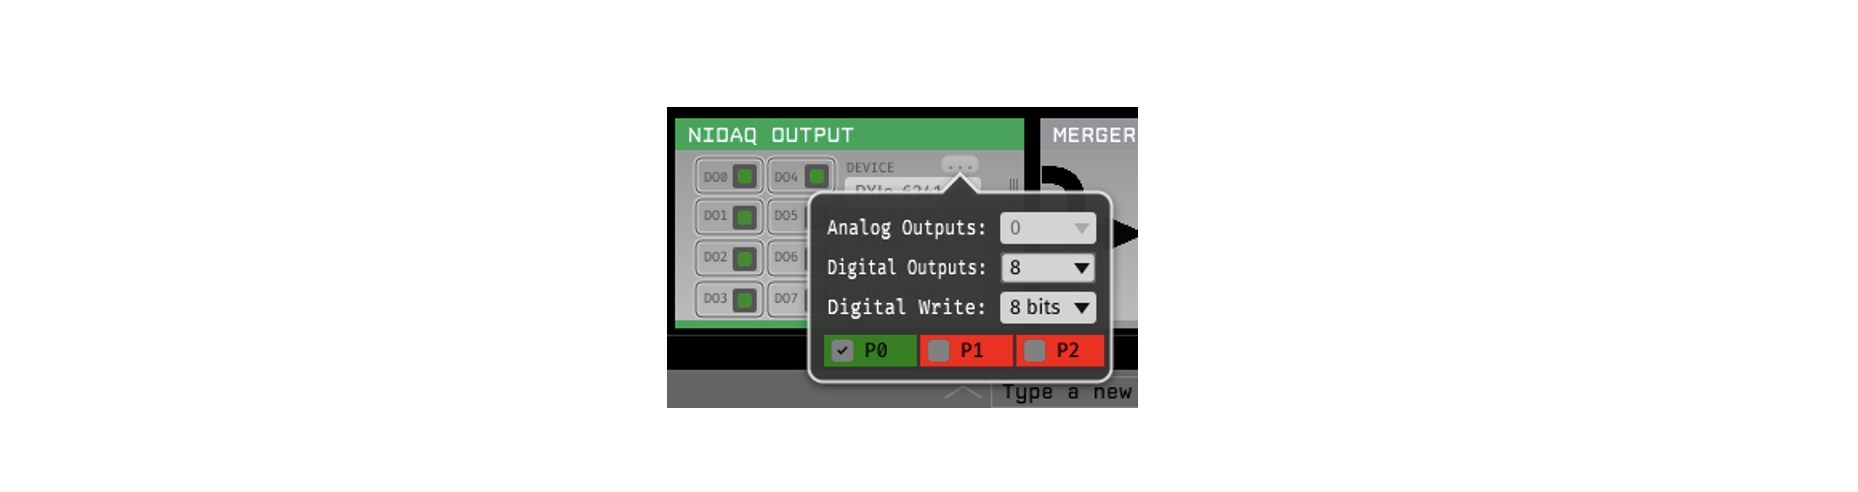 NIDAQ OUTPUT
MERGER
DO0
DO4
DEVICE
...
DO1
DO5
Analog Outputs: 0
DO2
DO6
Digital Outputs: 8
DO3
DO7
Digital Write: 8 bits
P0
P1
P2
Type a new